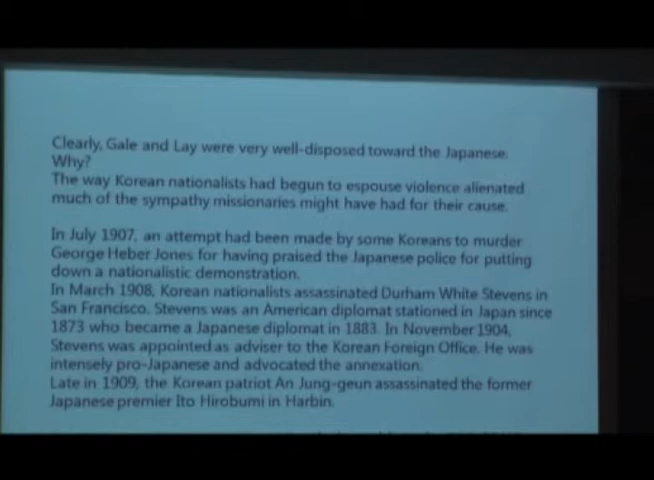 Clearly, Gale and Lay were very well-disposed toward the Japanese.
Why?
The way Korean nationalists had begun to espouse violence alienated
much of the sympathy missionaries might have had for their cause.
In July 1907, an attempt had been made by some Koreans to murder
George Heber Jones for having praised the Japanese police for putting
down a nationalistic demonstration.
In March 1908, Korean nationalists assassinated Durham White Stevens in
San Francisco. Stevens was an American diplomat stationed in Japan since
1873 who became a Japanese diplomat in 1883. In November 1904,
Stevens was appointed as adviser to the Korean Foreign Office. He was
intensely pro-Japanese and advocated the annexation.
Late in 1909, the Korean patriot An Jung-geun assassinated the former
Japanese premier Ito Hirobumi in Harbin.